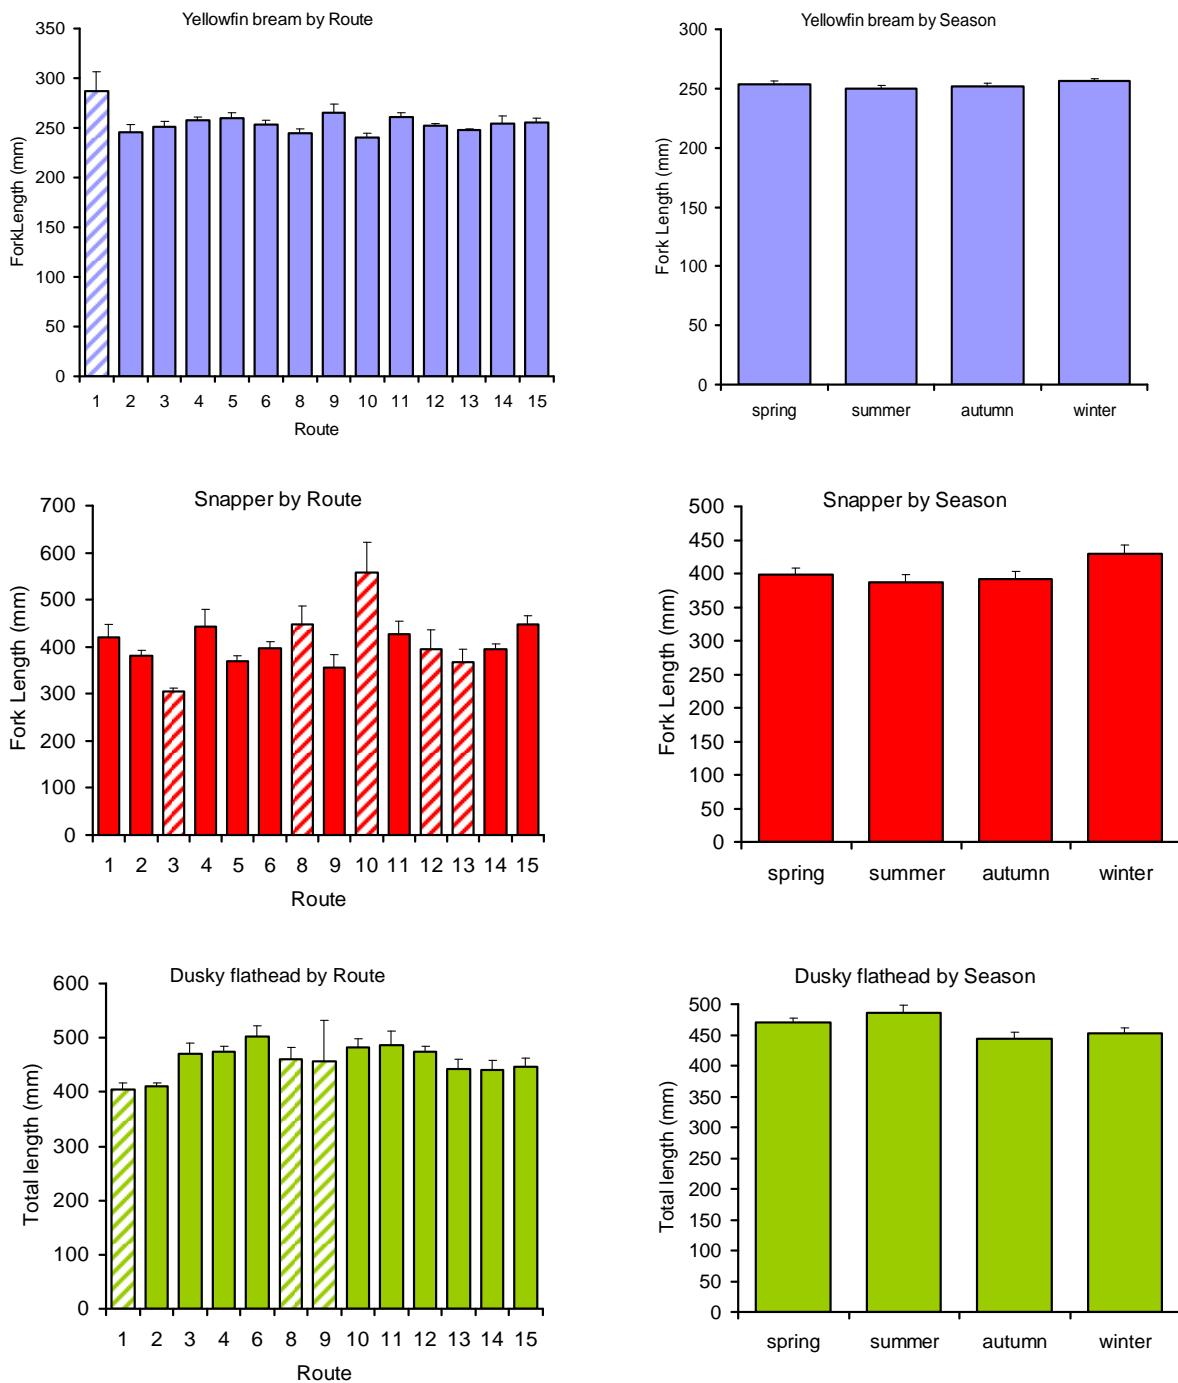 Yellowfin bream by Route
350
300
250
200
150
100
50
0
ForkLength (mm)
1 2 3 4 5 6 8 9 10 11 12 13 14 15
Route
Yellowfin bream by Season
300
250
200
150
100
50
0
Fork Length (mm)
spring summer autumn winter
Snapper by Route
700
600
500
400
300
200
100
0
Fork Length (mm)
1 2 3 4 5 6 8 9 10 11 12 13 14 15
Route
Snapper by Season
500
450
400
350
300
250
200
150
100
50
0
Fork Length (mm)
spring summer autumn winter
Dusky flathead by Route
600
500
400
300
200
100
0
Total length (mm)
1 2 3 4 6 8 9 10 11 12 13 14 15
Route
Dusky flathead by Season
500
450
400
350
300
250
200
150
100
50
0
Total length (mm)
spring summer autumn winter